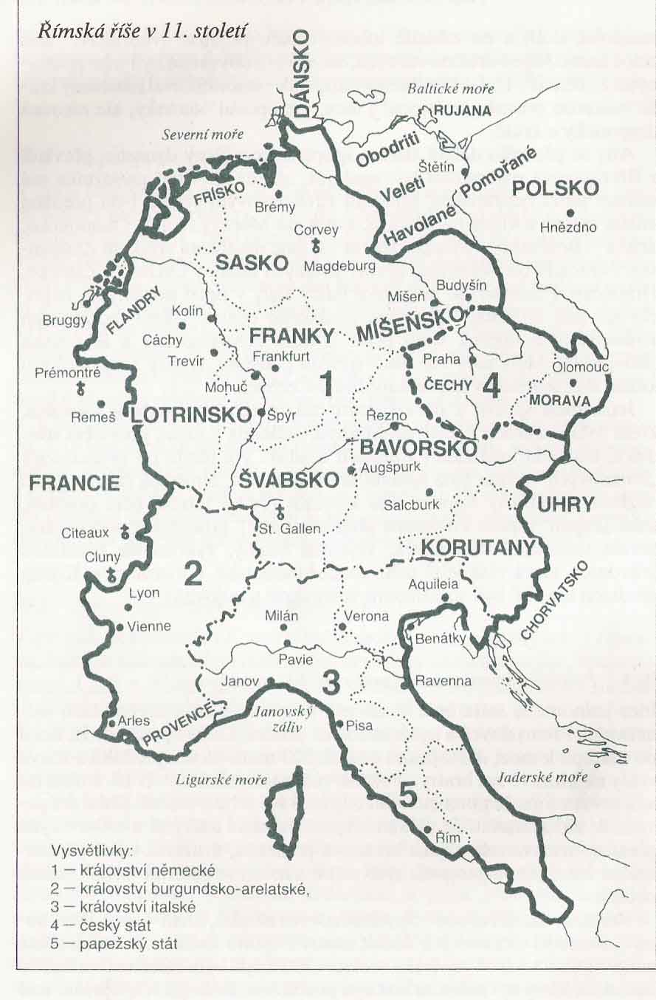 Římská říše v 11. století
DÁNSKO
Baltické moře
RUJANA
Severní moře
Obodriti
Štětín
Pomořané
Veleti
POLSKO
FRÍSKO
Brémy
Havolané
Hnězdno
Corvey
SASKO
Magdeburg
Budyšín
Míšeň
FLANDRY
Bruggy
Kolín
MÍŠEŇSKO
Cáchy
FRANKY
Trevír
Frankfurt
Praha
Olomouc
Prémontré
Mohuč
1
ČECHY
4
MORAVA
Remeš
LOTRINSKO
Špýr
Rezno
BAVORSKO
Augšpurk
FRANCIE
ŠVÁBSKO
Salcburk
UHRY
St. Gallen
Citeaux
KORUTANY
Cluny
2
Aquileia
CHORVATSKO
Lyon
Milán
Verona
Vienne
Benátky
Pavie
Janov
3
Ravenna
Arles
PROVENCE
Janovský
záliv
Pisa
Ligurské moře
Jaderské moře
5
Řím
Vysvětlivky:
1 — království německé
2 — království burgundsko-arelatské,
3 — království italské
4 — český stát
5 — papežský stát